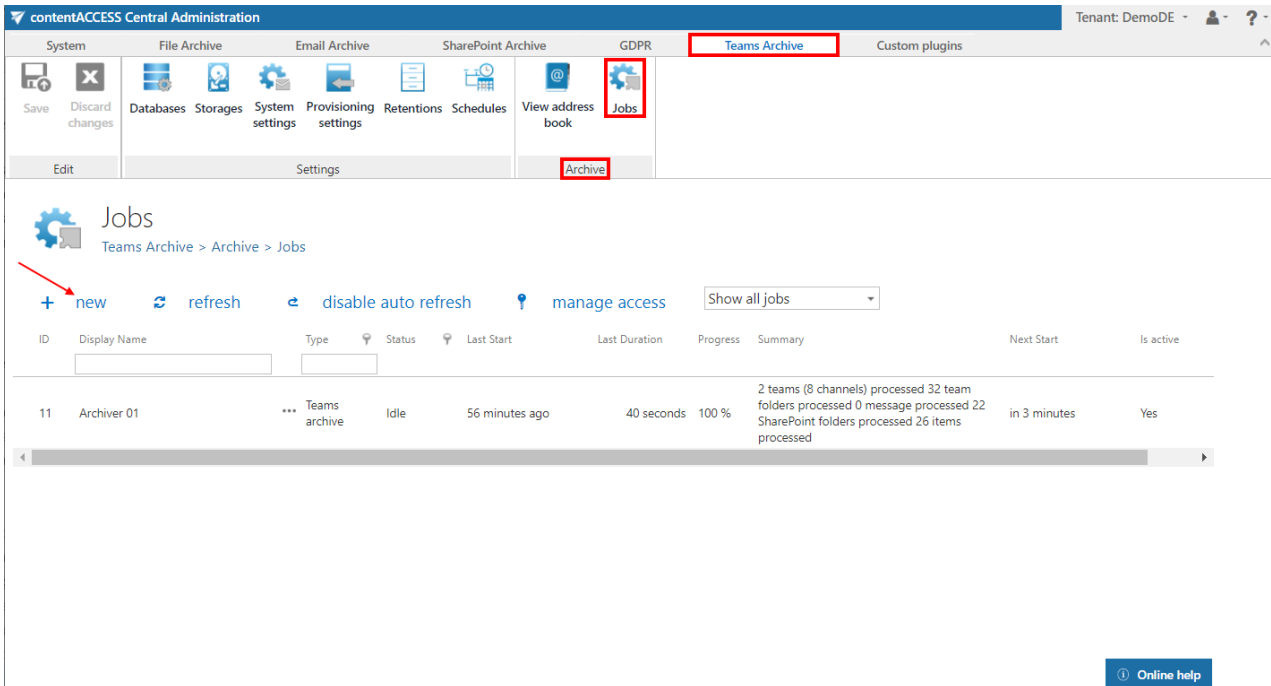 contentACCESS Central Administration
Tenant: DemoDE
?
System File Archive Email Archive SharePoint Archive GDPR Teams Archive Custom plugins
Save
Discard changes
Databases
Storages
System settings
Provisioning settings
Retentions
Schedules
View address book
Jobs
Edit Settings Archive
Jobs
Teams Archive > Archive > Jobs
+ new refresh disable auto refresh manage access Show all jobs
ID Display Name Type Status Last Start Last Duration Progress Summary Next Start Is active
11 Archiver 01 ••• Teams archive Idle 56 minutes ago 40 seconds 100 %
2 teams (8 channels) processed 32 team
folders processed 0 message processed 22
SharePoint folders processed 26 items
processed
in 3 minutes Yes
Online help